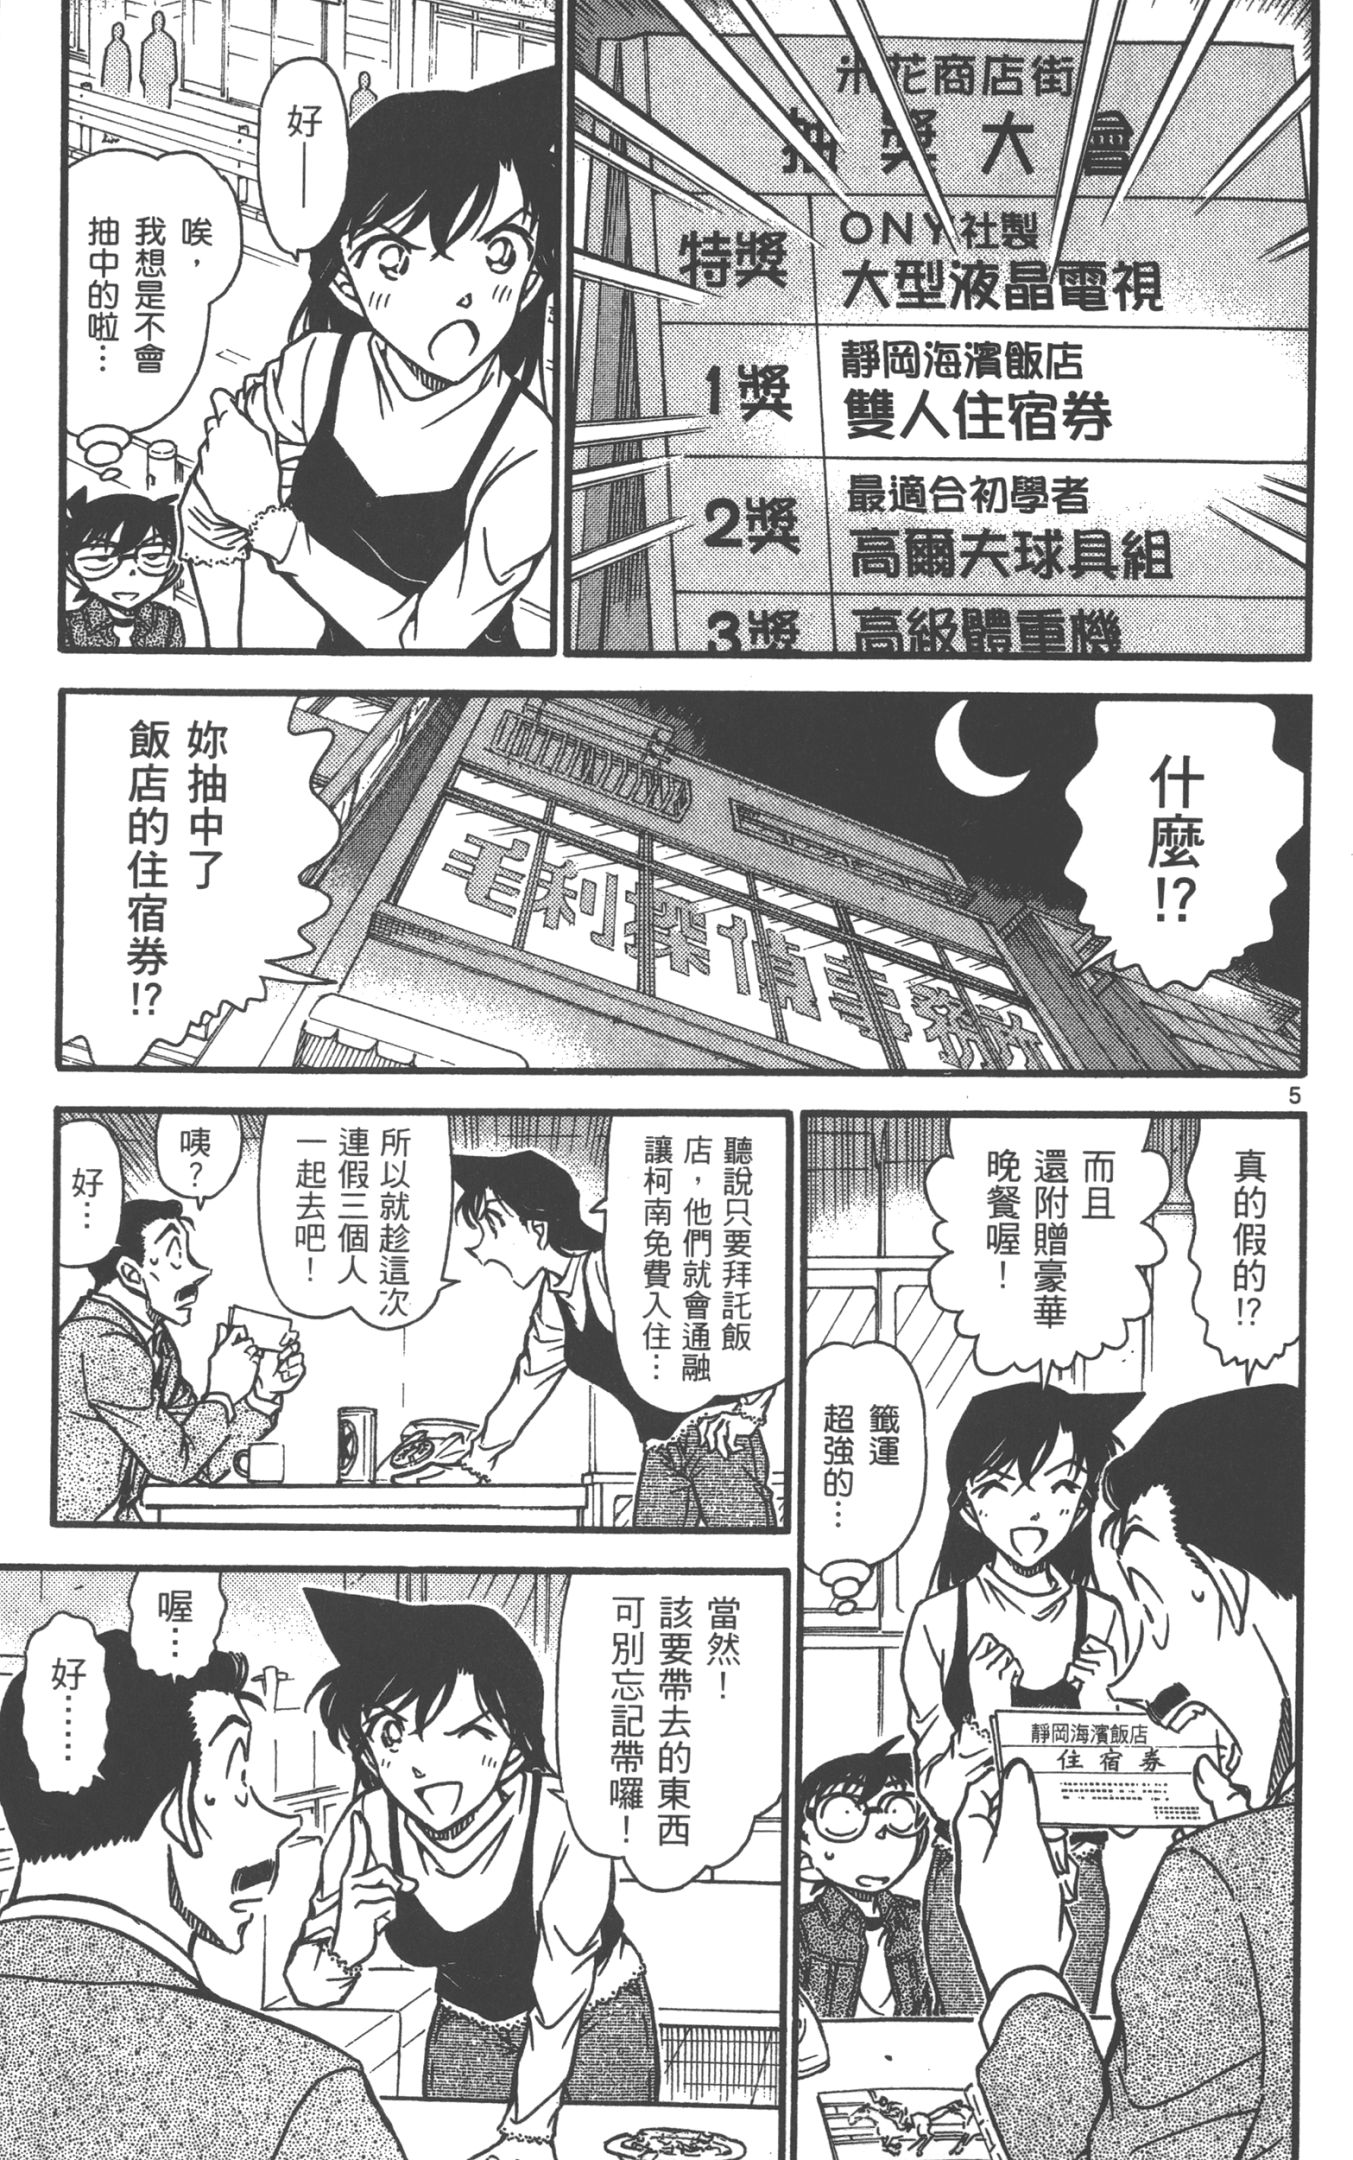 米花商店街
抽獎大會
特獎
ONY社製
大型液晶電視
1獎
靜岡海濱飯店
雙人住宿券
2獎
最適合初學者
高爾夫球具組
3獎
高級體重機
好——
唉，
我想是不會
抽中的啦…
什麼!?
毛利偵探事務所
妳抽中了
飯店的住宿券!?
5
真的假的!?
而且
還附贈豪華
晚餐喔！
籤運
超強的…
靜岡海濱飯店
住宿券
聽說只要拜託飯
店，他們就會通融
讓柯南免費入住…
所以就趁這次
連假三個人
一起去吧！
咦？
好…
當然！
該要帶去的東西
可別忘記帶囉！
喔…
好……